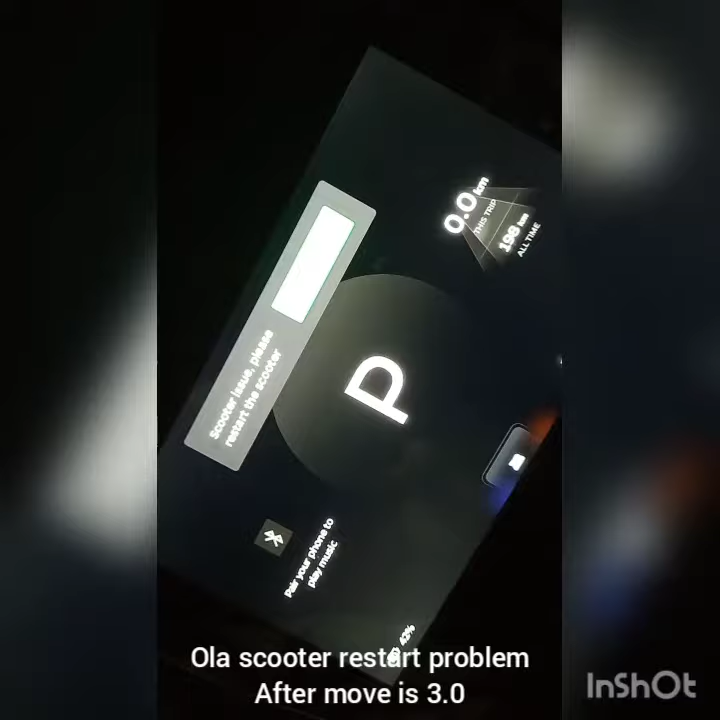 0.0 km
THIS TRIP
198 km
ALL TIME
P
Scooter issue, please
restart the scooter
Pair your phone to
play music
42%
Ola scooter restart problem
After move is 3.0
InShOt